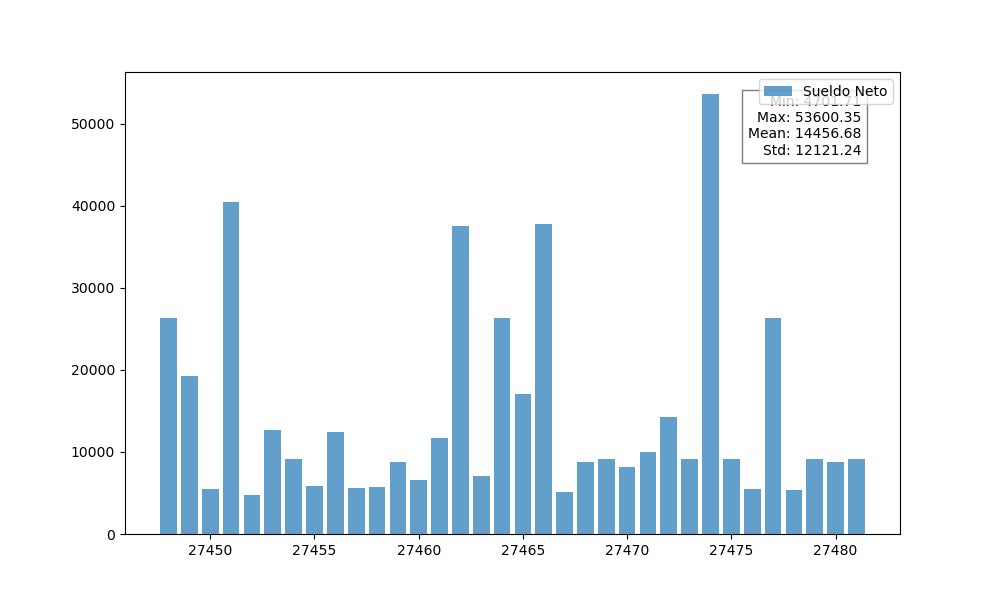 Sueldo Neto
Min: 4701.71
Max: 53600.35
Mean: 14456.68
Std: 12121.24
50000
40000
30000
20000
10000
0
27450 27455 27460 27465 27470 27475 27480